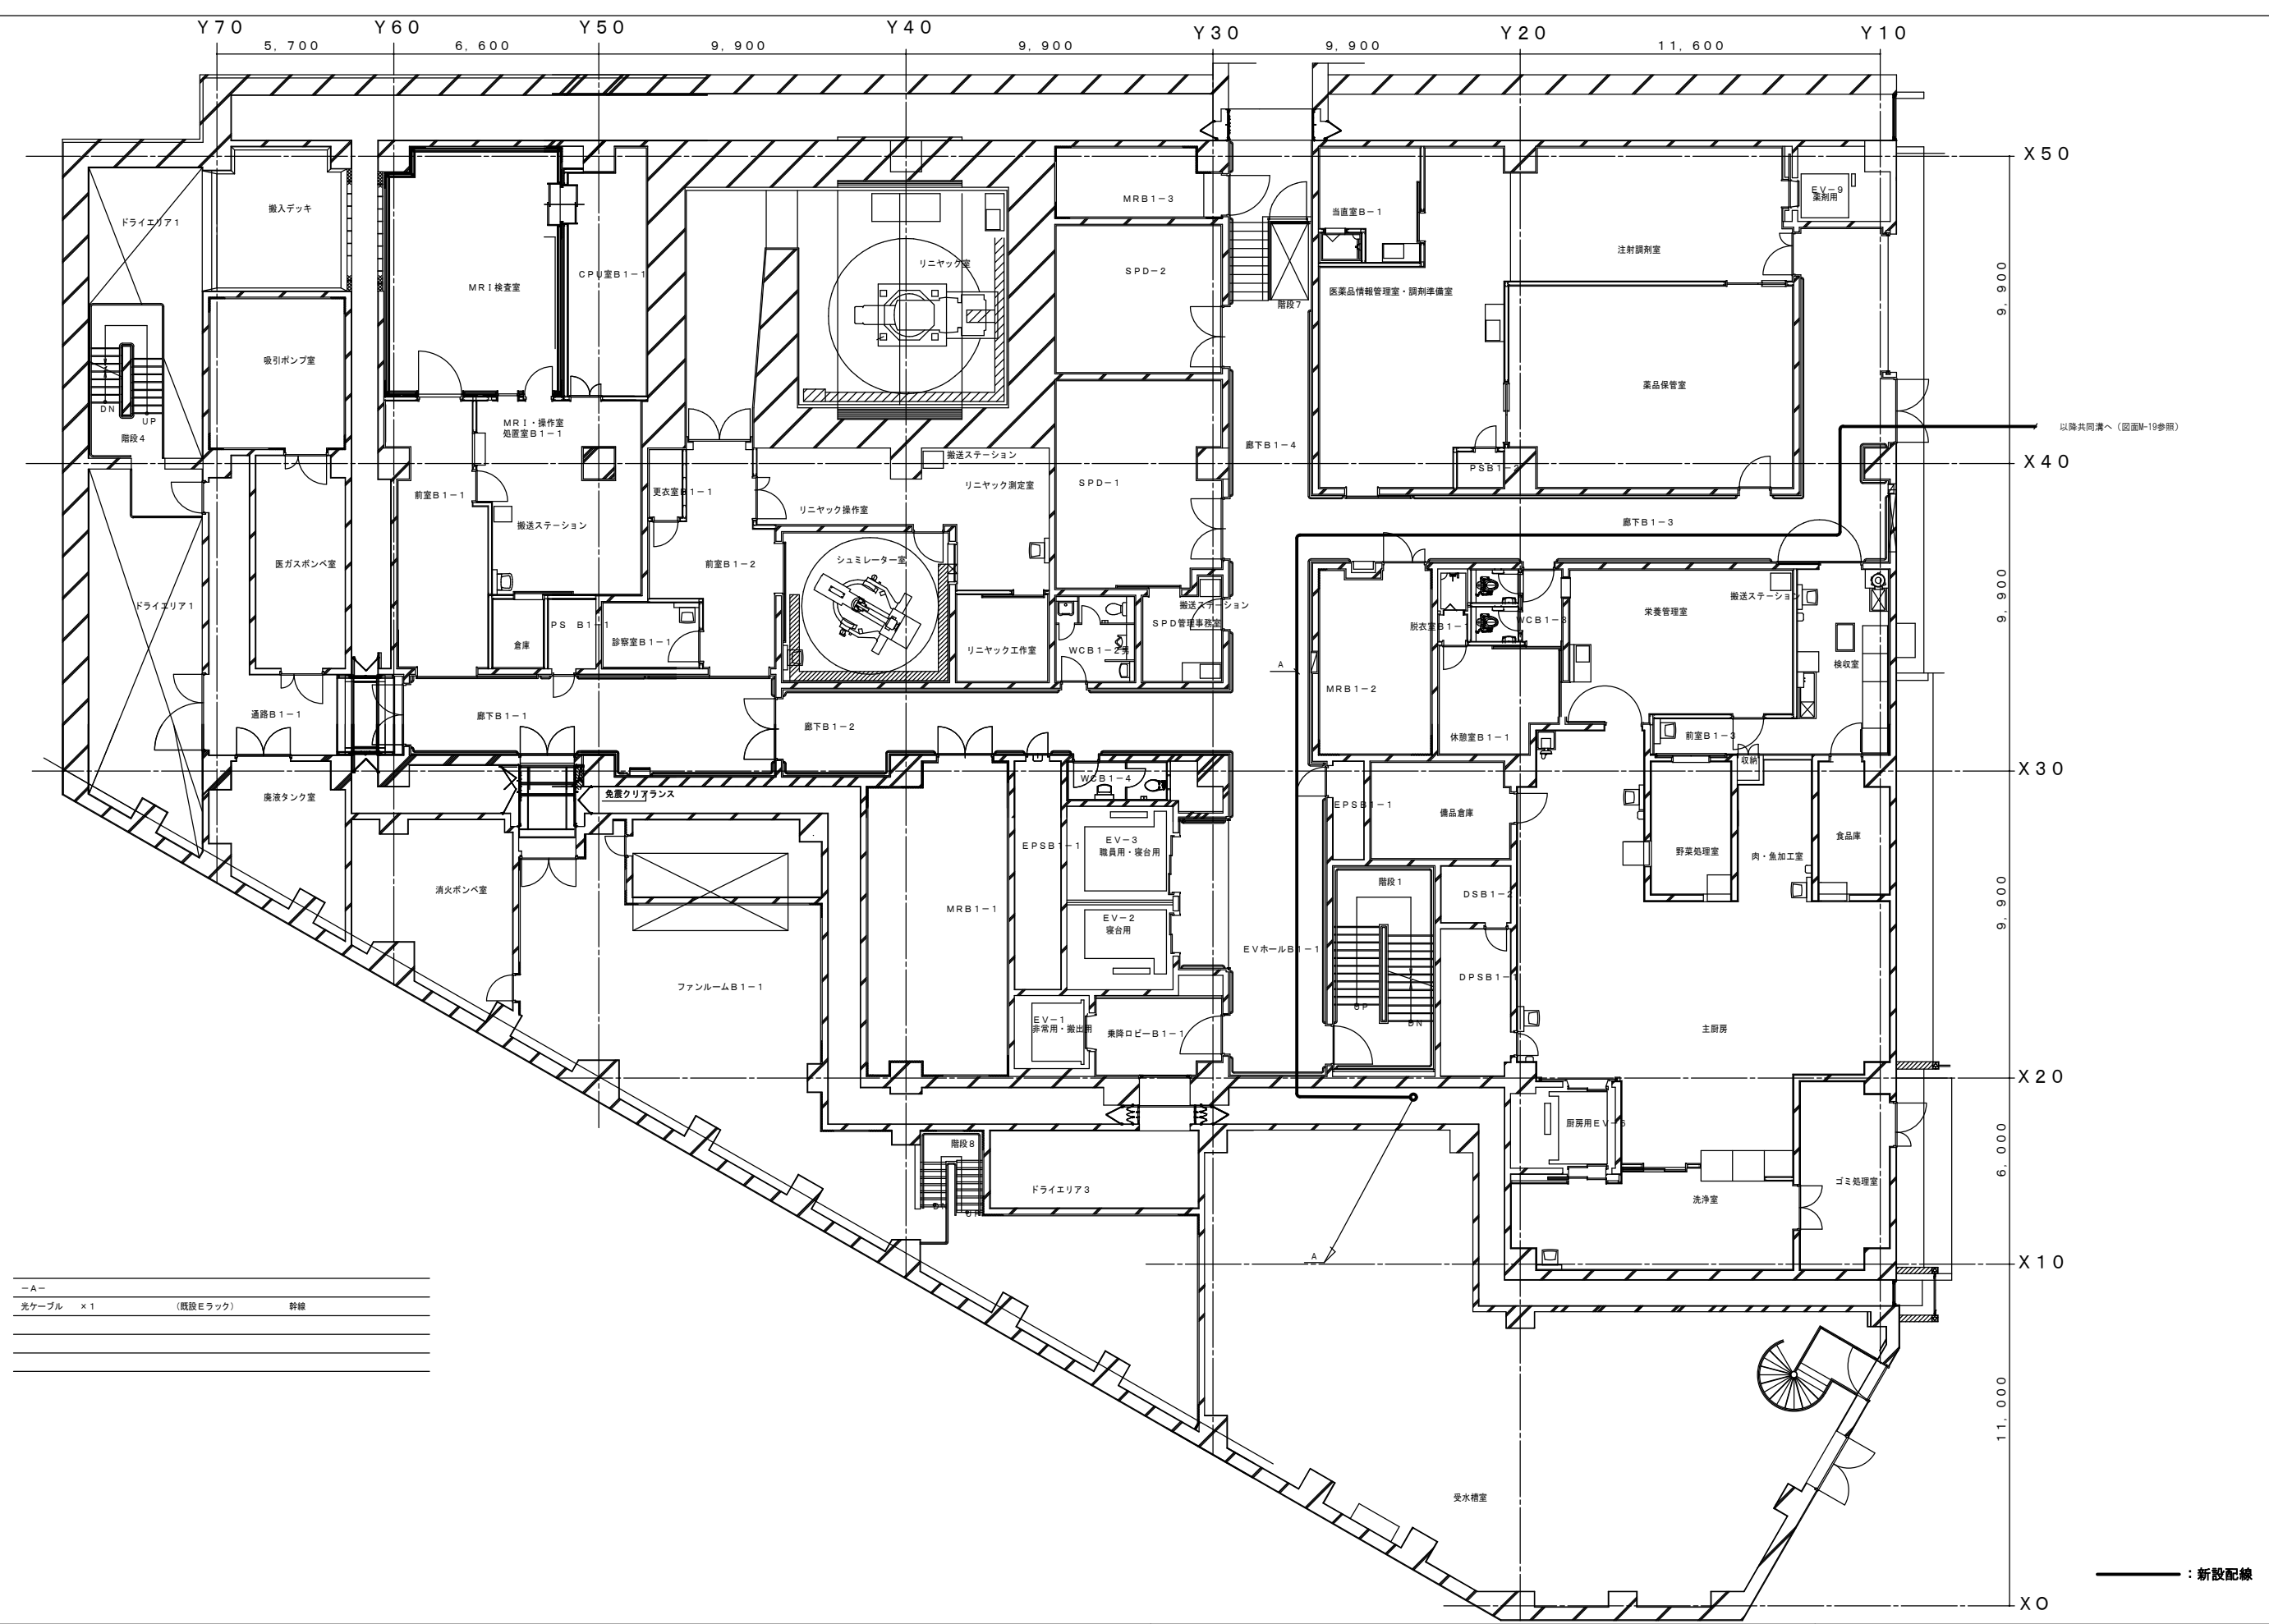 Y70 Y60 Y50 Y40 Y30 Y20 Y10
5,700 6,600 9,900 9,900 9,900 11,600
X50
ドライエリア1
搬入デッキ
MRI検査室
CPU室B1-1
リニヤック室
MRB1-3
SPD-2
当直室B-1
EV-9
薬剤用
注射調剤室
医薬品情報管理室・調剤準備室
階段7
9,900
吸引ポンプ室
薬品保管室
DN
UP
階段4
MRI・操作室
処置室B1-1
廊下B1-4
以降共同溝へ(図面M-19参照)
搬送ステーション
X40
PSB1-2
SPD-1
リニヤック測定室
更衣室B1-1
前室B1-1
リニヤック操作室
搬送ステーション
廊下B1-3
医ガスボンベ室
前室B1-2
シュミレーター室
ドライエリア1
搬送ステーション
搬送ステーション
栄養管理室
9,900
PS B1-1
SPD管理事務室
脱衣室B1-1
WCB1-3
倉庫
診察室B1-1
リニヤック工作室
WCB1-2男
検収室
A
MRB1-2
通路B1-1
廊下B1-1
廊下B1-2
休憩室B1-1
前室B1-3
収納
X30
WCB1-4
廃液タンク室
免震クリアランス
EPSB1-1
備品倉庫
EV-3
職員用・寝台用
EPSB1-1
食品庫
野菜処理室
肉・魚加工室
消火ボンベ室
階段1
DSB1-2
MRB1-1
9,900
EV-2
寝台用
EVホールB1-1
DPSB1-1
ファンルームB1-1
UP
DN
EV-1
非常用・搬出用
乗降ロビーB1-1
主厨房
X20
厨房用EV-6
階段8
6,000
ドライエリア3
ゴミ処理室
洗浄室
A
X10
-A-
光ケーブル ×1 (既設Eラック) 幹線
11,000
受水槽室
:新設配線
X0